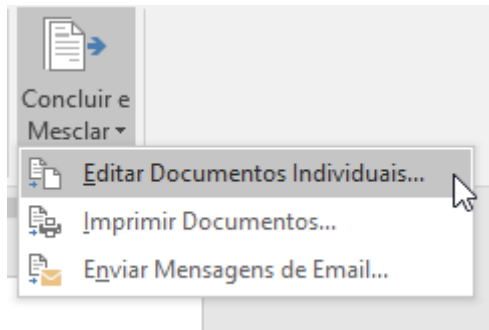 Concluir e
Mesclar
Editar Documentos Individuais...
Imprimir Documentos...
Enviar Mensagens de Email...